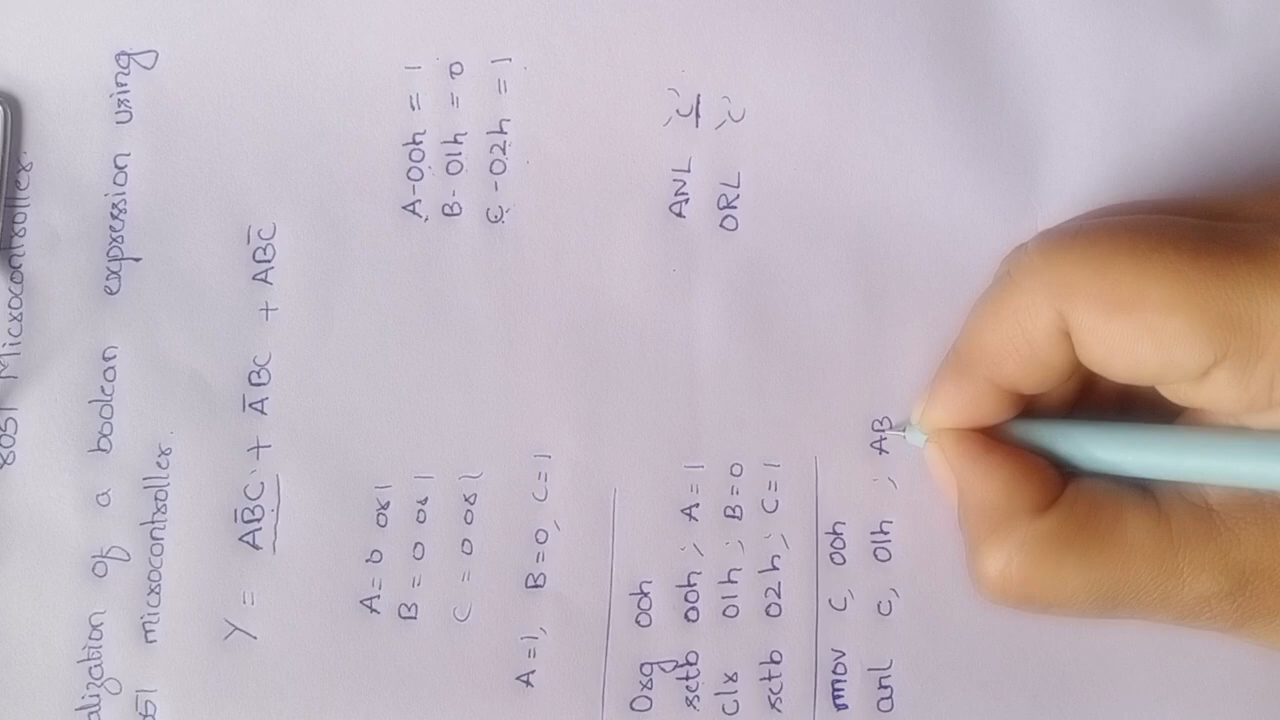 8051 Microcontroller.
alization of a boolean expression using
51 microcontroller.
Y = AB̅C + A̅BC + ABC̅
A = 0 or 1
B = 0 or 1
C = 0 or 1
A-00h = 1
B-01h = 0
C-02h = 1
A=1, B=0, C=1
Org 00h
setb 00h; A=1
clr 01h; B=0
setb 02h; C=1
ANL 'C'
ORL 'C'
mov C, 00h
anl c, 01h ; AB